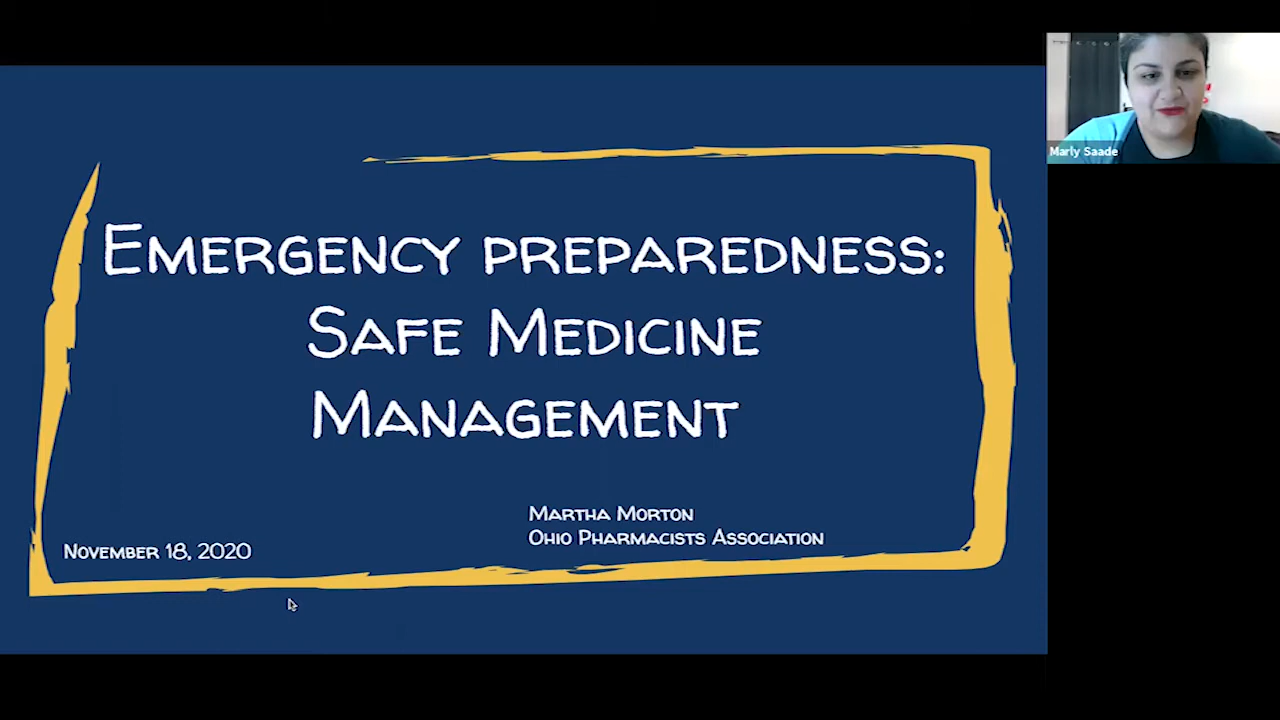 Emergency preparedness:
Safe Medicine
Management
Martha Morton
Ohio Pharmacists Association
November 18, 2020
Marly Saade